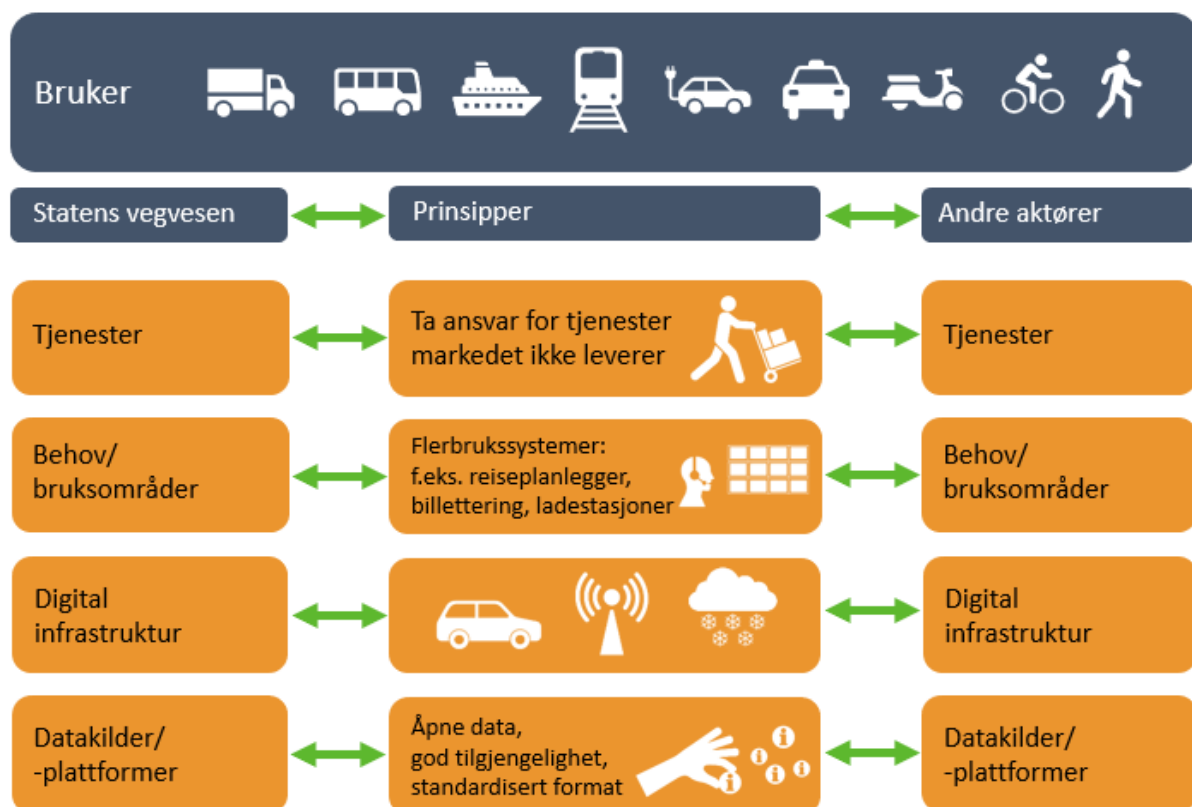 Bruker
Statens vegvesen
Prinsipper
Andre aktører
Tjenester
Ta ansvar for tjenester
markedet ikke leverer
Tjenester
Behov/
bruksområder
Flerbrukssystemer:
f.eks. reiseplanlegger,
billettering, ladestasjoner
Behov/
bruksområder
Digital
infrastruktur
Digital
infrastruktur
Datakilder/
-plattformer
Åpne data,
god tilgjengelighet,
standardisert format
Datakilder/
-plattformer